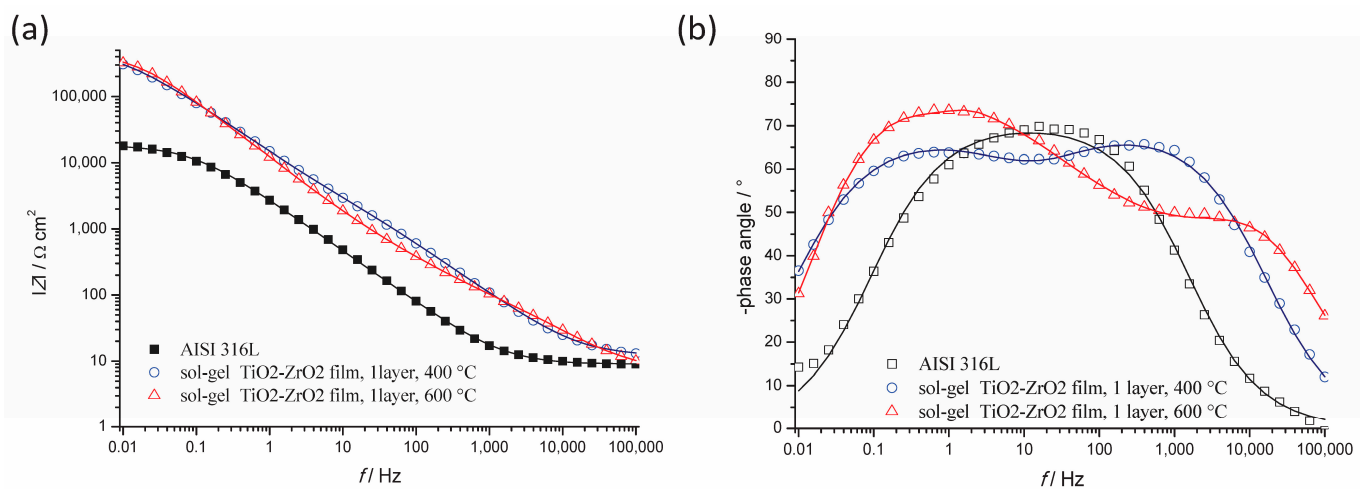 (a)
|Z| / Ω cm²
100,000
10,000
1,000
100
10
1
AISI 316L
sol-gel TiO2-ZrO2 film, 1layer, 400 °C
sol-gel TiO2-ZrO2 film, 1layer, 600 °C
0.01 0.1 1 10 100 1,000 10,000 100,000
f / Hz
(b)
-phase angle / °
90
80
70
60
50
40
30
20
10
0
AISI 316L
sol-gel TiO2-ZrO2 film, 1 layer, 400 °C
sol-gel TiO2-ZrO2 film, 1 layer, 600 °C
0.01 0.1 1 10 100 1,000 10,000 100,000
f / Hz